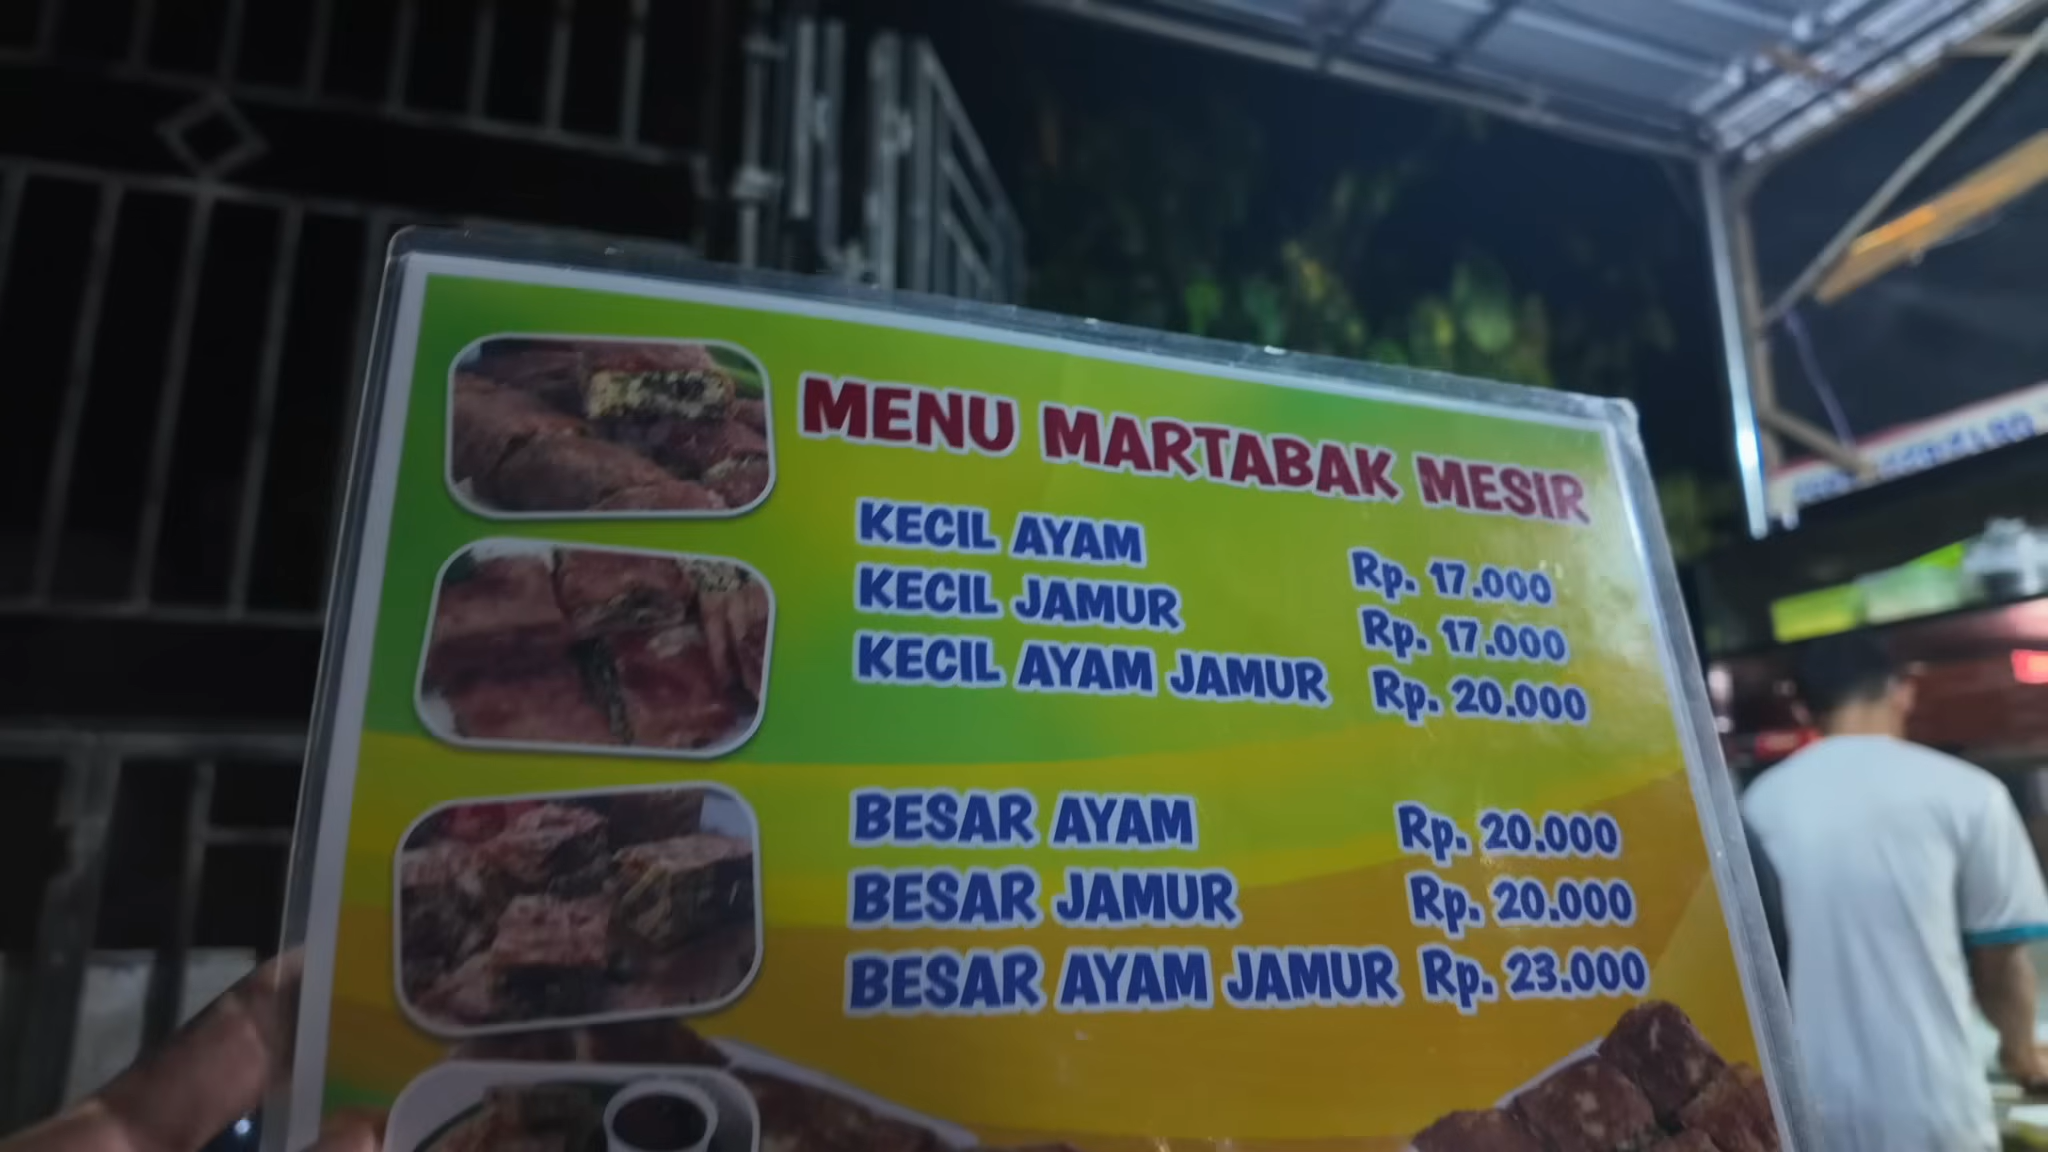 MENU MARTABAK MESIR
KECIL AYAM Rp. 17.000
KECIL JAMUR Rp. 17.000
KECIL AYAM JAMUR Rp. 20.000
BESAR AYAM Rp. 20.000
BESAR JAMUR Rp. 20.000
BESAR AYAM JAMUR Rp. 23.000